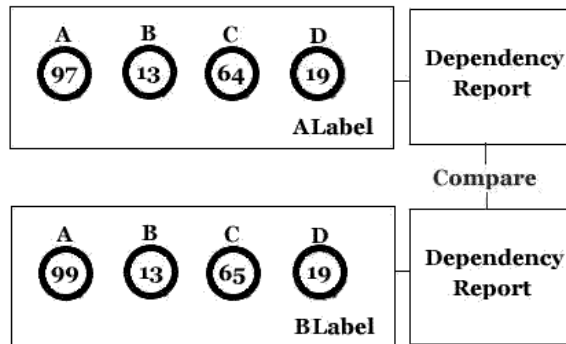 A B C D
97 13 64 19
ALabel
Dependency
Report
Compare
A B C D
99 13 65 19
BLabel
Dependency
Report